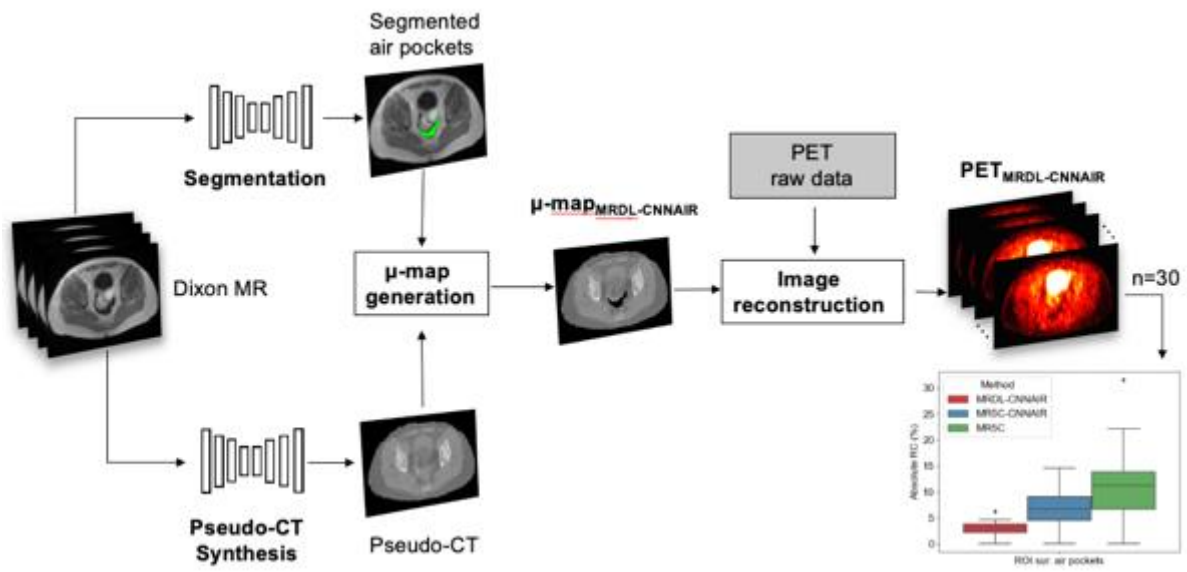 Segmented
air pockets
Segmentation
Dixon MR
µ-map
generation
Pseudo-CT
Synthesis
Pseudo-CT
µ-mapMRDL-CNNAIR
PET
raw data
Image
reconstruction
PETMRDL-CNNAIR
n=30
Method
MRDL-CNNAIR
MR5C-CNNAIR
MR5C
Absolute RC (%)
30
25
20
15
10
5
0
ROI sur. air pockets